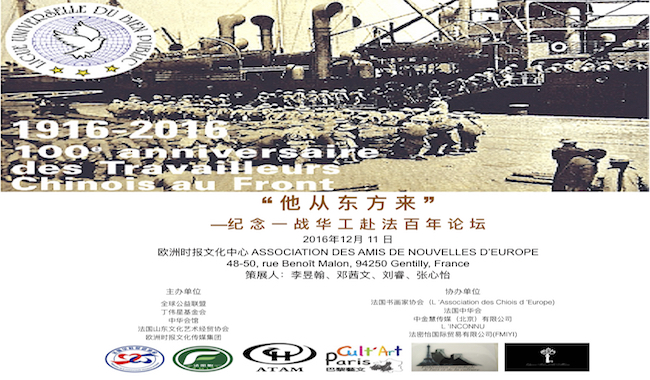 LIGUE UNIVERSELLE DU BIEN PUBLIC
1916-2016
100e anniversaire
des Travailleurs
Chinois au Front
“他从东方来”
—纪念一战华工赴法百年论坛
2016年12月 11 日
欧洲时报文化中心 ASSOCIATION DES AMIS DE NOUVELLES D'EUROPE
48-50, rue Benoît Malon, 94250 Gentilly, France
策展人：李昱翰、邓茜文、刘睿、张心怡
主办单位
全球公益联盟
丁伟星基金会
中华会馆
法国山东文化艺术经贸协会
欧洲时报文化传媒集团
协办单位
法国书画家协会（L 'Association des Chiois d 'Europe)
法国中华会
中金慧传媒（北京）有限公司
L 'INCONNU
法密怡国际贸易有限公司(FMIYI)
ATAM
Cult'Art
Paris
巴黎藝文